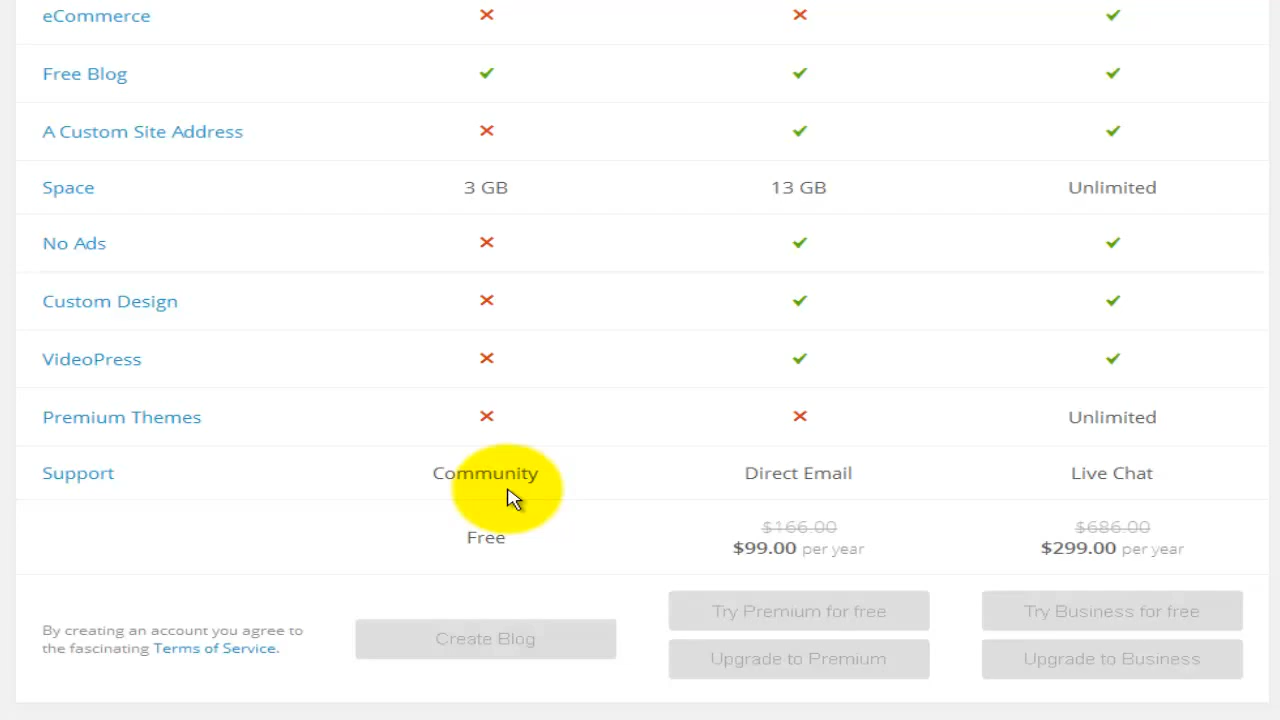 eCommerce
Free Blog
A Custom Site Address
Space 3 GB 13 GB Unlimited
No Ads
Custom Design
VideoPress
Premium Themes Unlimited
Support Community Direct Email Live Chat
$166.00 $686.00
Free $99.00 per year $299.00 per year
Try Premium for free Try Business for free
By creating an account you agree to
the fascinating Terms of Service.
Create Blog
Upgrade to Premium Upgrade to Business